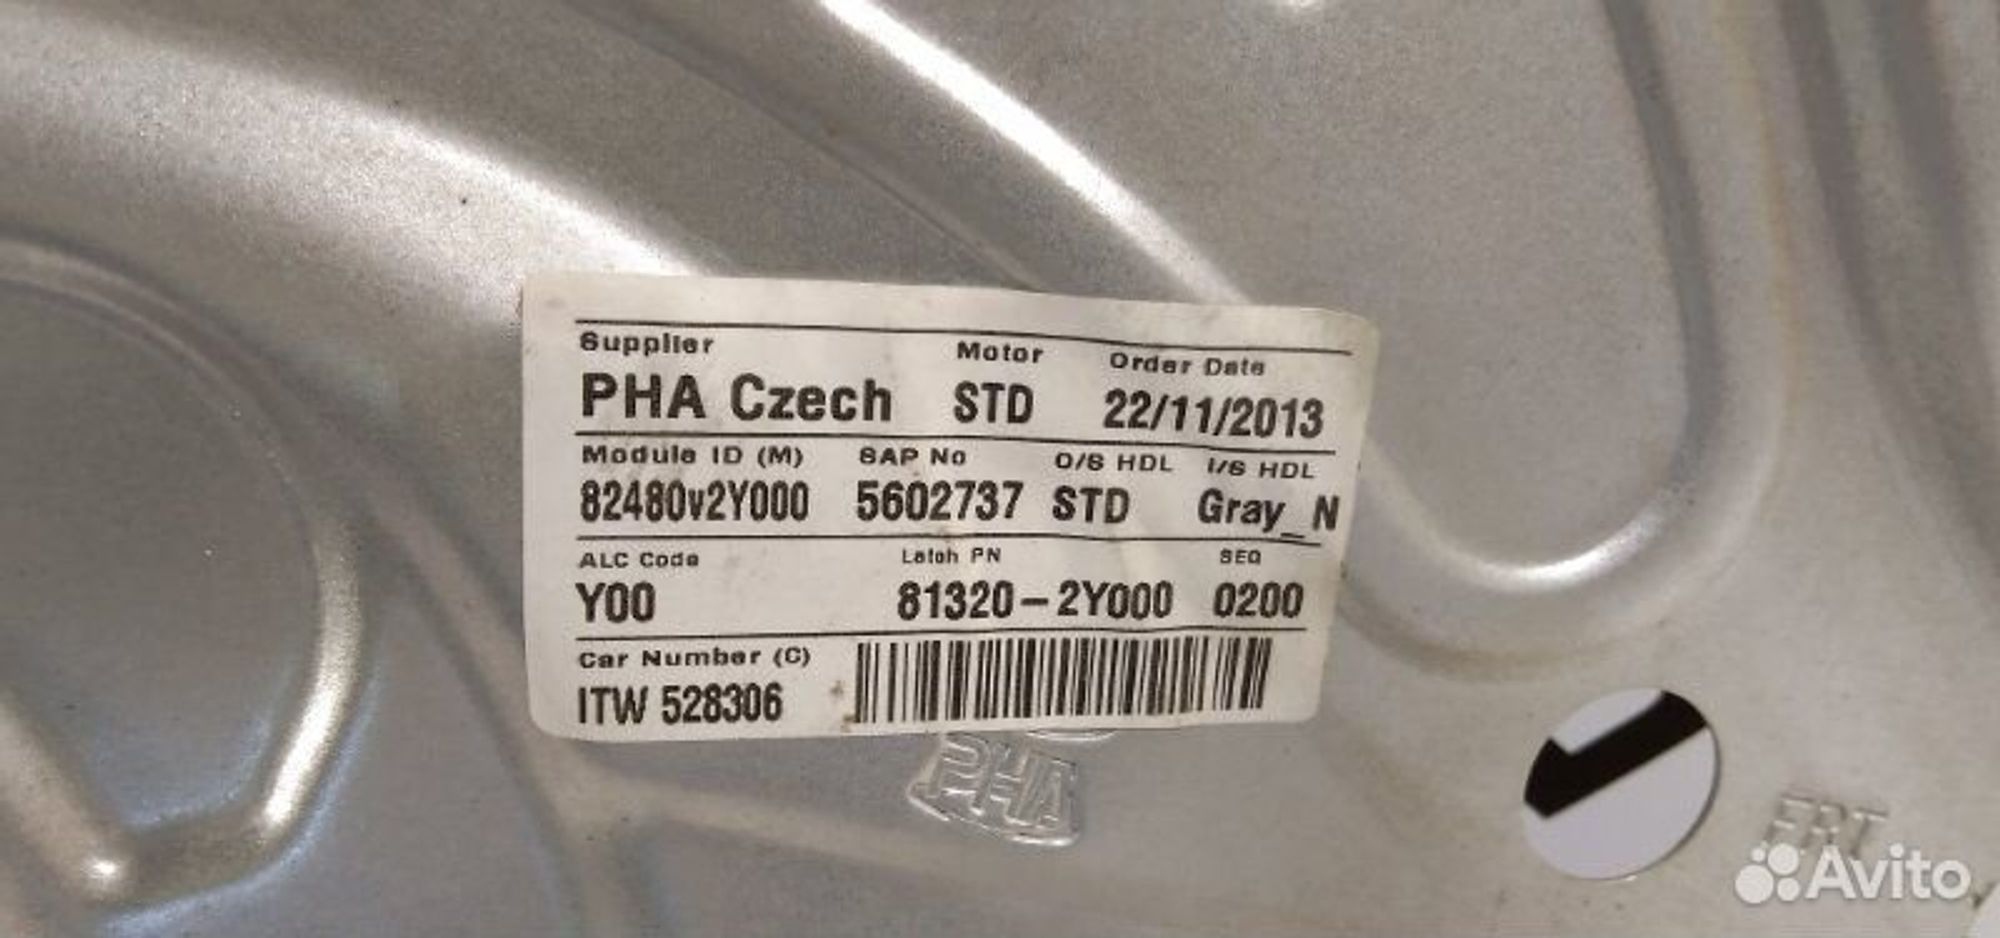 Supplier Motor Order Date
PHA Czech STD 22/11/2013
Module ID (M) SAP No O/S HDL I/S HDL
82480v2Y000 5602737 STD Gray_N
ALC Code Latch PN SEQ
Y00 81320-2Y000 0200
Car Number (C)
ITW 528306
PHA
FRT
Avito